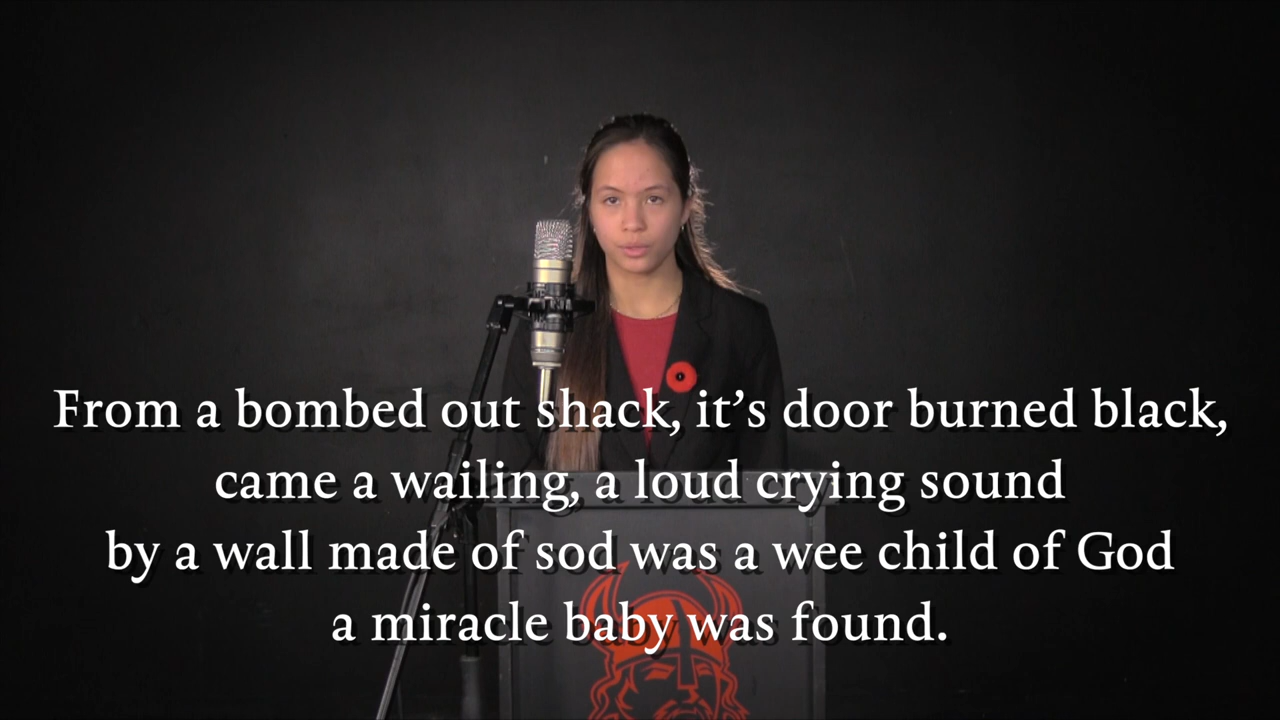 From a bombed out shack, it’s door burned black,
came a wailing, a loud crying sound
by a wall made of sod was a wee child of God
a miracle baby was found.